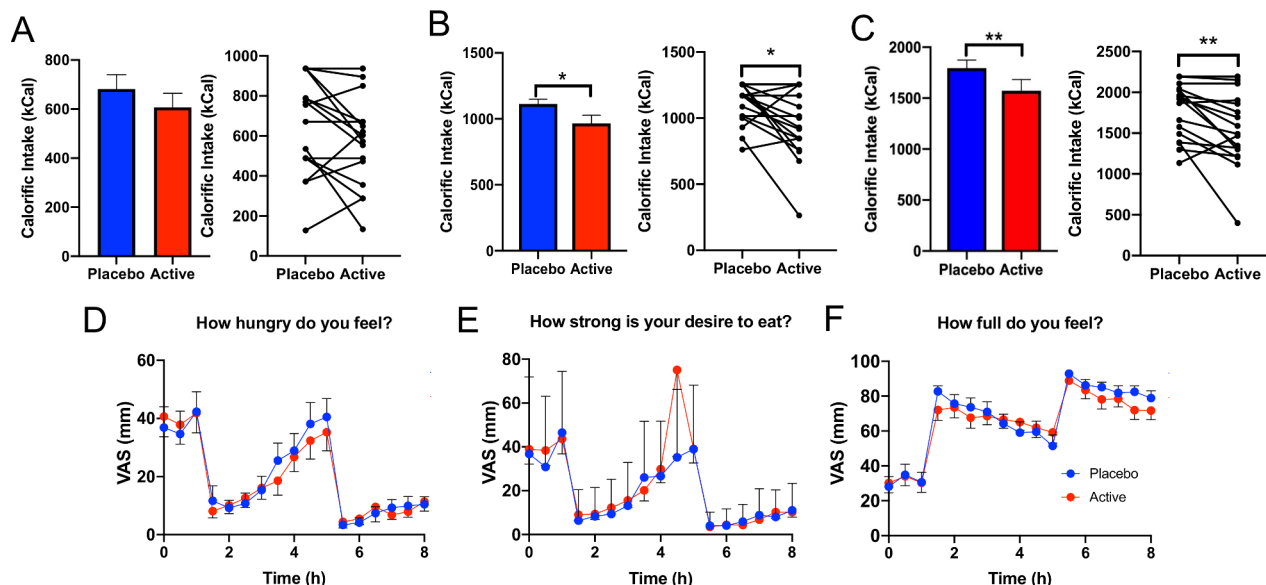 A
Calorific Intake (kCal)
800
600
400
200
0
Placebo Active
Calorific Intake (kCal)
1000
800
600
400
200
0
Placebo Active
B
Calorific Intake (kCal)
1500
1000
500
0
*
Placebo Active
Calorific Intake (kCal)
1500
1000
500
0
*
Placebo Active
C
Calorific Intake (kCal)
2000
1500
1000
500
0
**
Placebo Active
Calorific Intake (kCal)
2500
2000
1500
1000
500
0
**
Placebo Active
D
How hungry do you feel?
VAS (mm)
60
40
20
0
0 2 4 6 8
Time (h)
E
How strong is your desire to eat?
VAS (mm)
80
60
40
20
0
0 2 4 6 8
Time (h)
F
How full do you feel?
VAS (mm)
100
80
60
40
20
0
Placebo
Active
0 2 4 6 8
Time (h)